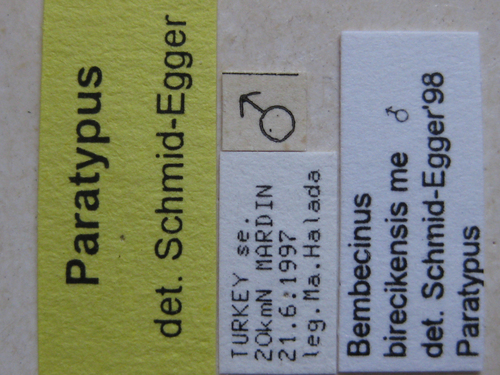 Paratypus
det. Schmid-Egger
♂
TURKEY se.
20kmN MARDIN
21.6:1997
leg.Ma.Halada
Bembecinus
birecikensis me ♂
det. Schmid-Egger'98
Paratypus